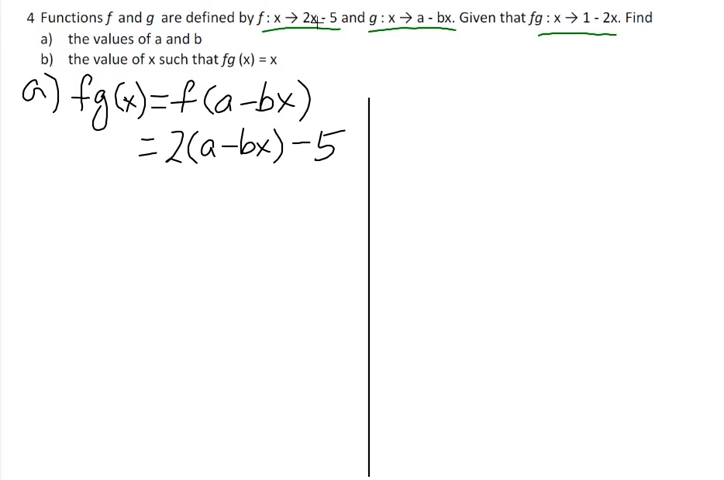 4 Functions f and g are defined by f : x → 2x - 5 and g : x → a - bx. Given that fg : x → 1 - 2x. Find
a) the values of a and b
b) the value of x such that fg (x) = x
a) fg(x)=f(a-bx)
=2(a-bx)-5